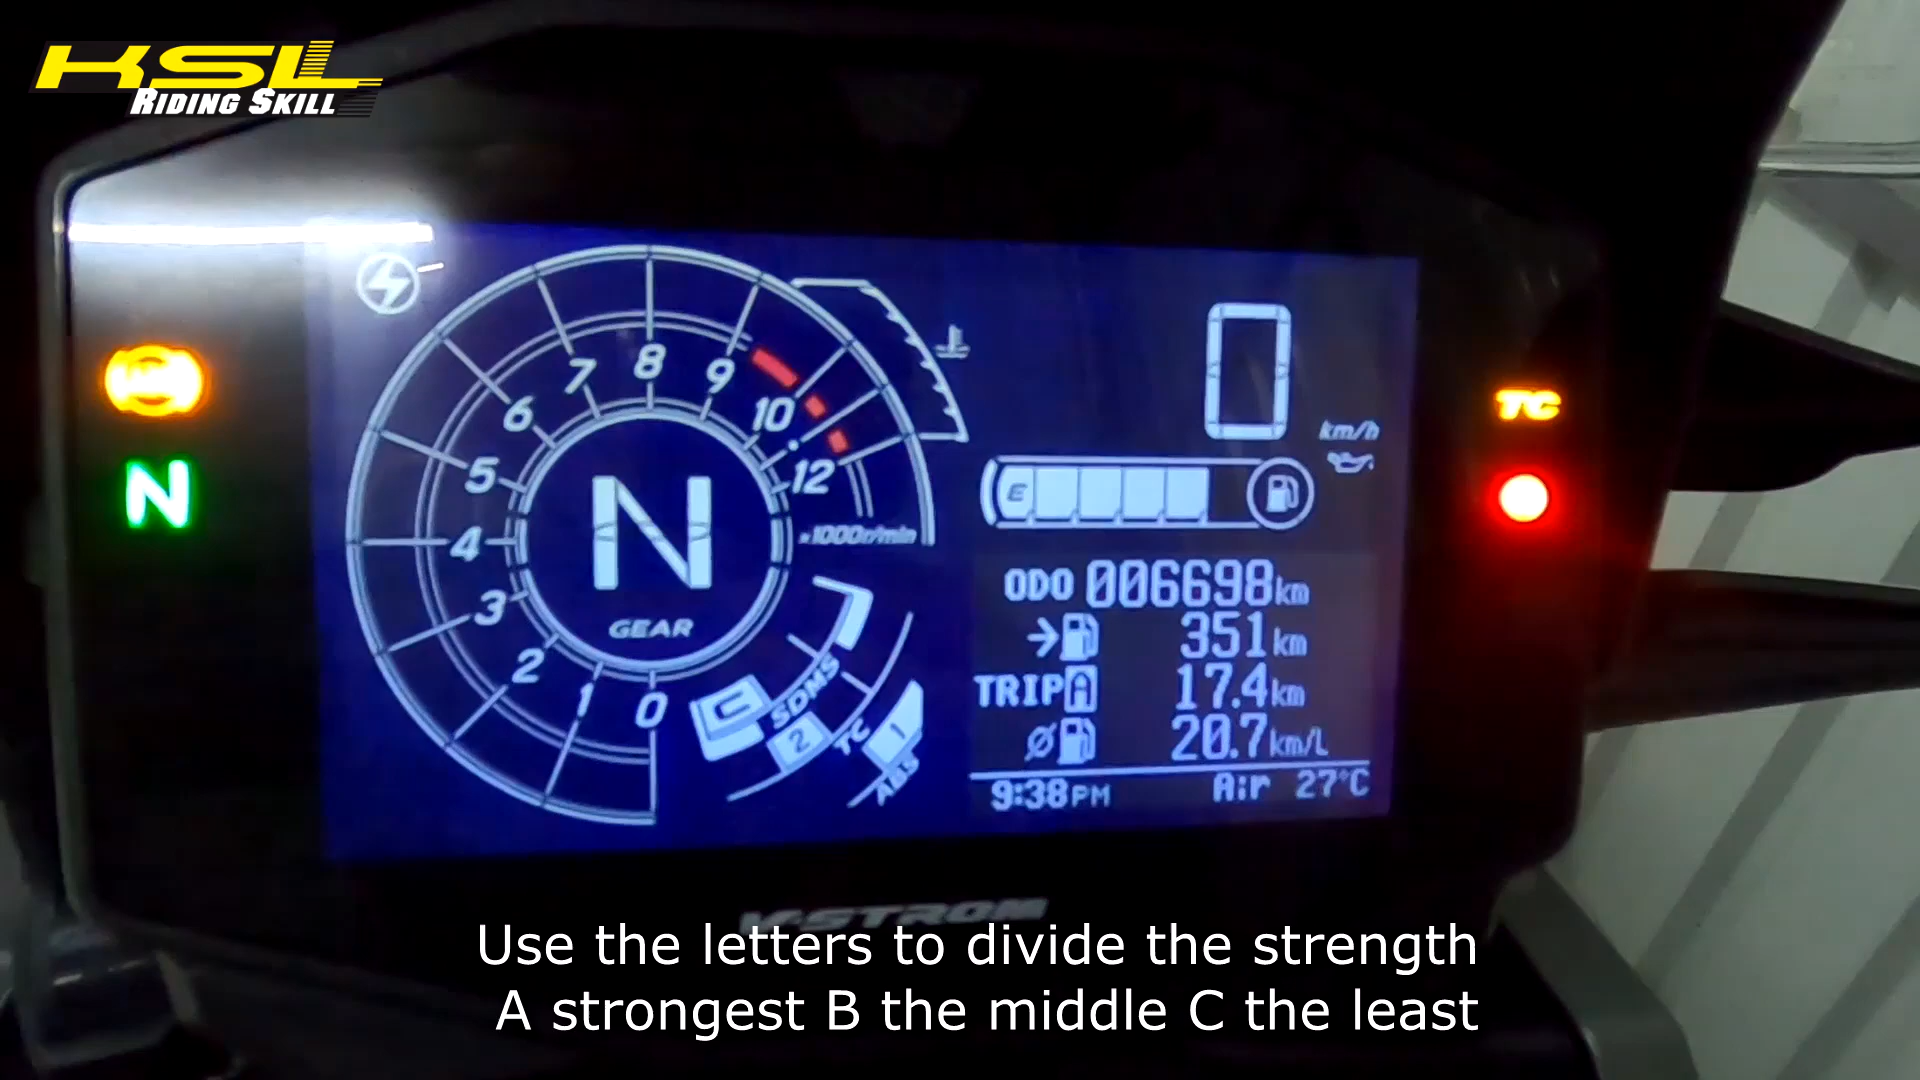 KSL
RIDING SKILL
N
TC
7 8 9
6 10
5 12
4 x1000r/min
3
2
1
0
N
GEAR
C SDMS
2 TC
1 ABS
0
km/h
E
ODO 006698km
351km
TRIP A 17.4km
20.7km/L
9:38PM Air 27°C
V-STROM
Use the letters to divide the strength
A strongest B the middle C the least